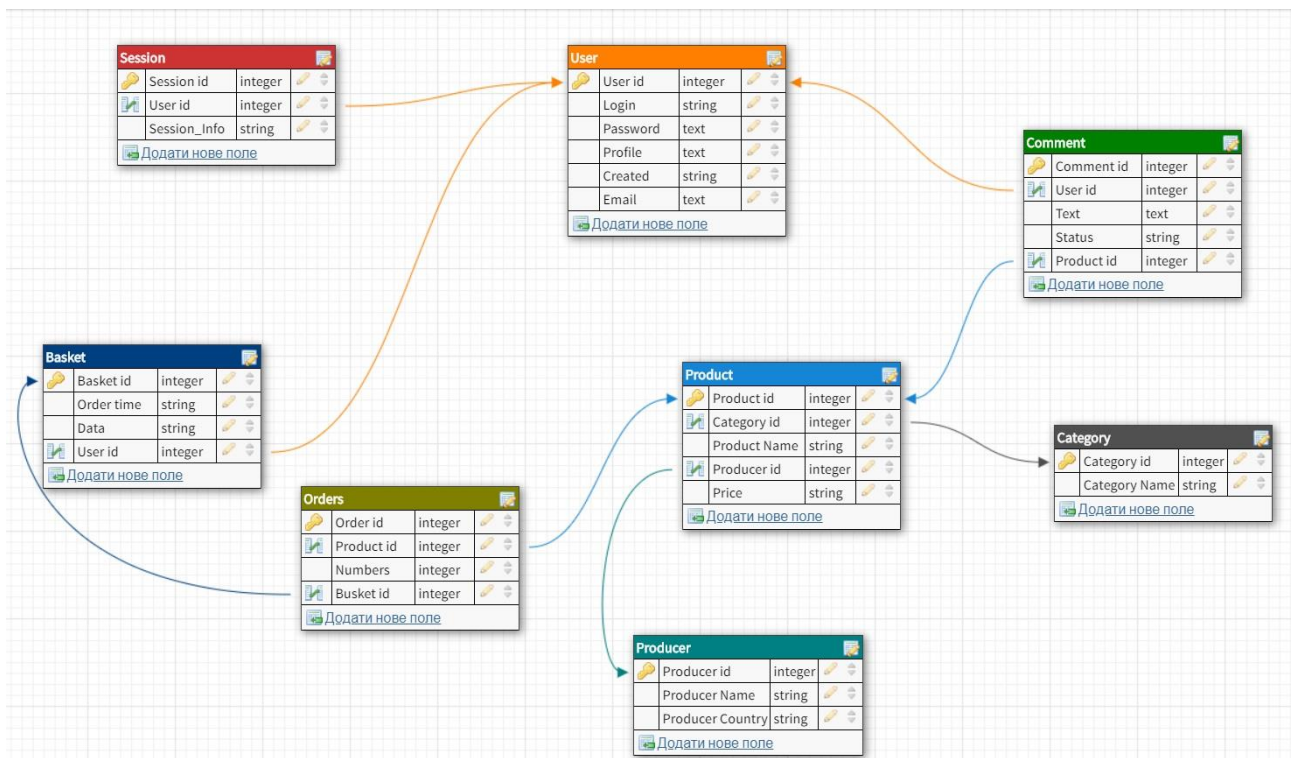 Session
Session id integer
User id integer
Session_Info string
Додати нове поле
User
User id integer
Login string
Password text
Profile text
Created string
Email text
Додати нове поле
Comment
Comment id integer
User id integer
Text text
Status string
Product id integer
Додати нове поле
Basket
Basket id integer
Order time string
Data string
User id integer
Додати нове поле
Product
Product id integer
Category id integer
Product Name string
Producer id integer
Price string
Додати нове поле
Category
Category id integer
Category Name string
Додати нове поле
Orders
Order id integer
Product id integer
Numbers integer
Busket id integer
Додати нове поле
Producer
Producer id integer
Producer Name string
Producer Country string
Додати нове поле